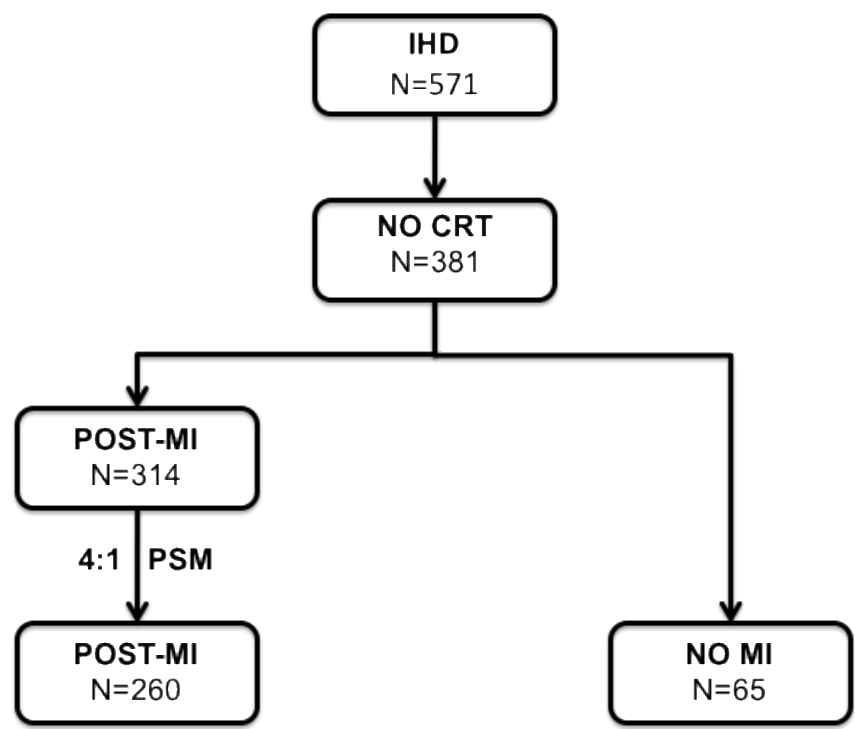 IHD
N=571
NO CRT
N=381
POST-MI
N=314
4:1 PSM
POST-MI
N=260
NO MI
N=65